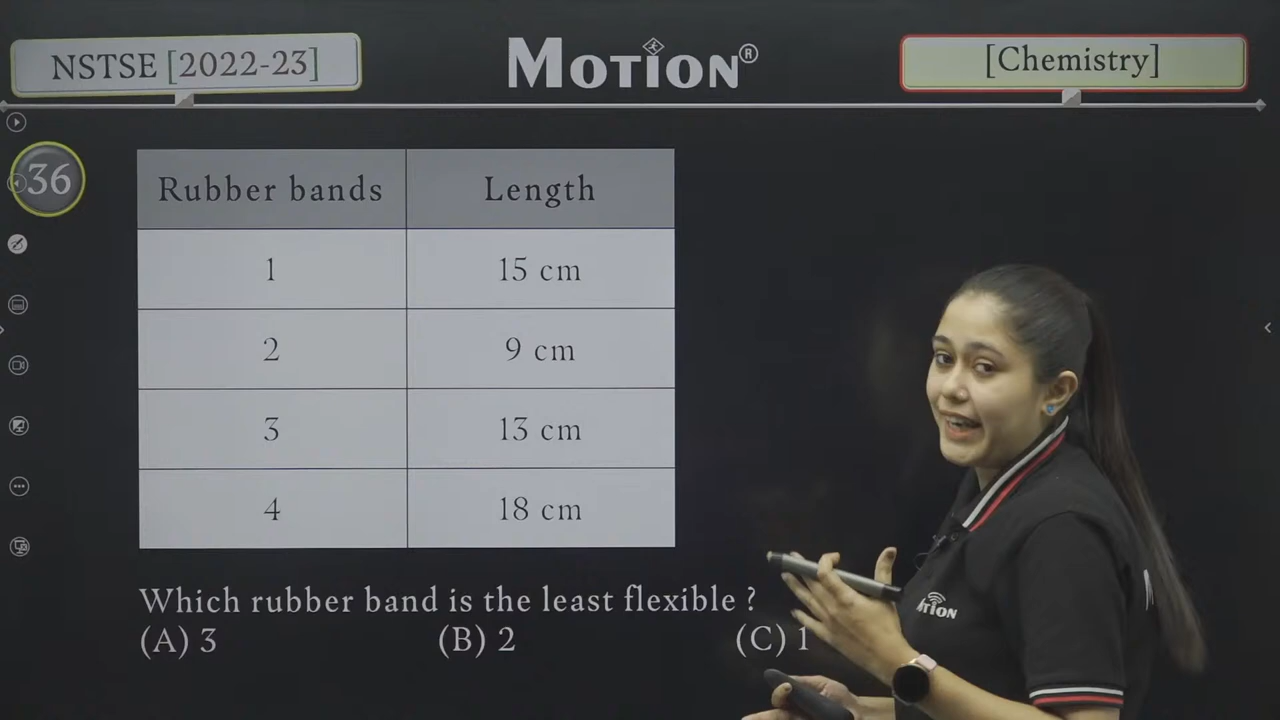 NSTSE [2022-23]
MOTION®
[Chemistry]
36
Rubber bands Length
1 15 cm
2 9 cm
3 13 cm
4 18 cm
Which rubber band is the least flexible ?
(A) 3 (B) 2 (C) 1